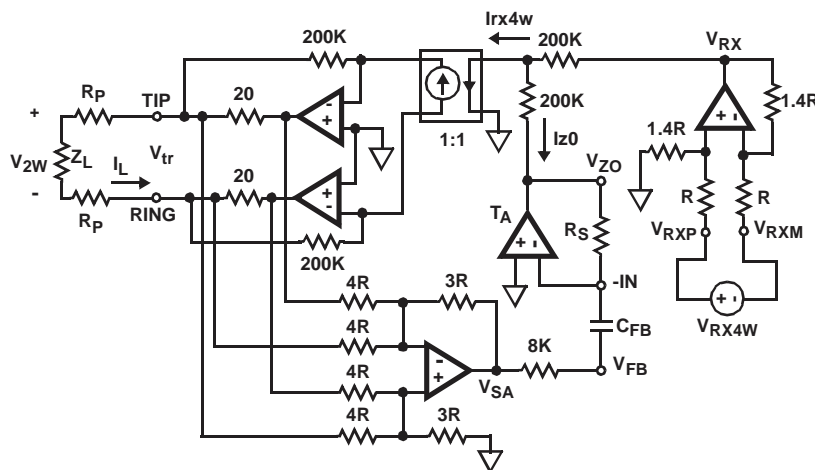 Irx4w
200K
200K
VRX
RP
TIP
20
-
+
200K
1.4R
+
-
+
1:1
Iz0
1.4R
V2W
ZL
Vtr
VZO
-
IL
20
+
-
TA
RS
R
R
RP
RING
+
-
VRXP
VRXM
200K
-IN
4R
3R
+
-
4R
CFB
VRX4W
-
8K
4R
+
VSA
VFB
4R
3R